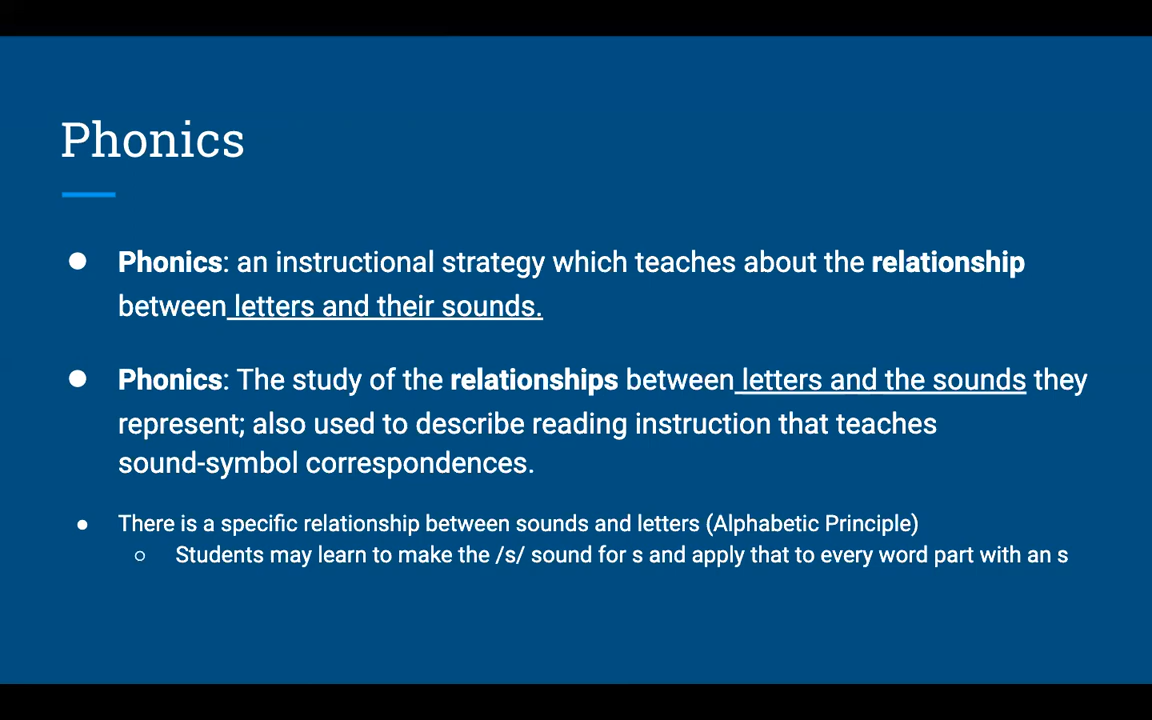 Phonics
● Phonics: an instructional strategy which teaches about the relationship
between letters and their sounds.
● Phonics: The study of the relationships between letters and the sounds they
represent; also used to describe reading instruction that teaches
sound-symbol correspondences.
● There is a specific relationship between sounds and letters (Alphabetic Principle)
○ Students may learn to make the /s/ sound for s and apply that to every word part with an s